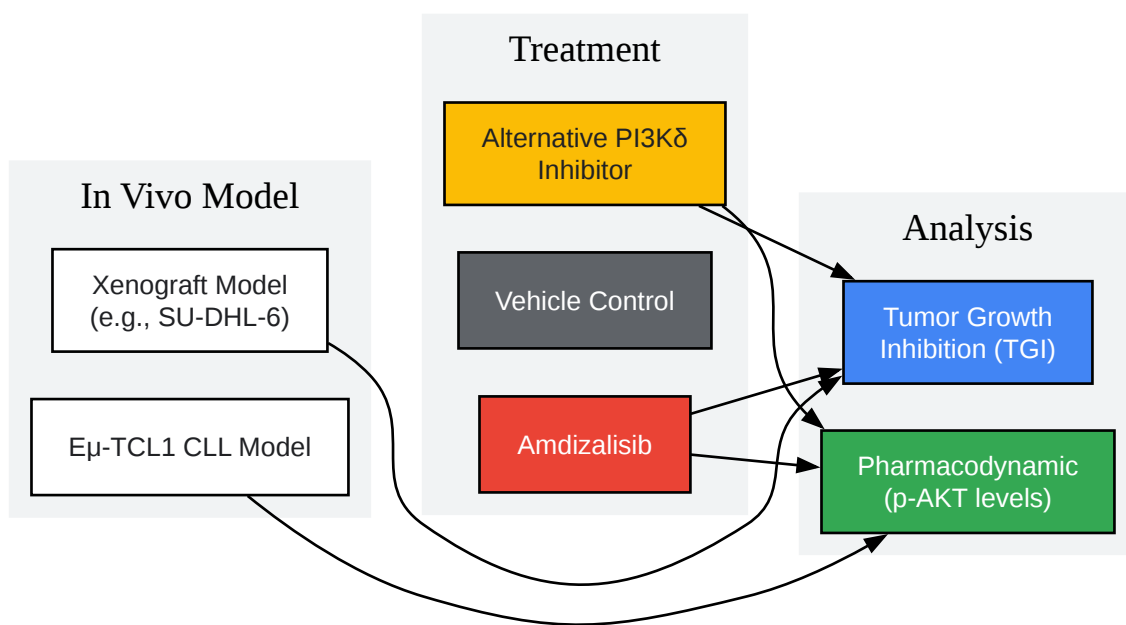 In Vivo Model
Xenograft Model
(e.g., SU-DHL-6)
Eμ-TCL1 CLL Model
Treatment
Alternative PI3Kδ
Inhibitor
Vehicle Control
Amdizalisib
Analysis
Tumor Growth
Inhibition (TGI)
Pharmacodynamic
(p-AKT levels)